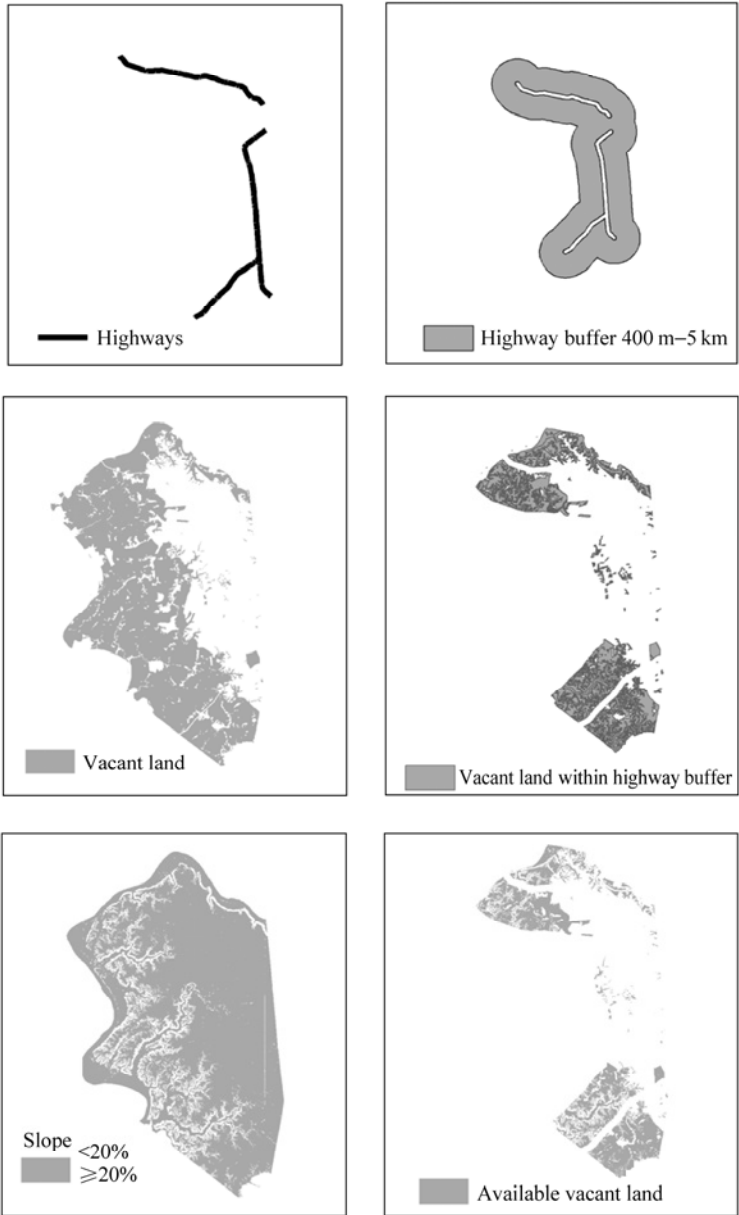 Highways
Highway buffer 400 m–5 km
Vacant land
Vacant land within highway buffer
Slope
<20%
⩾20%
Available vacant land